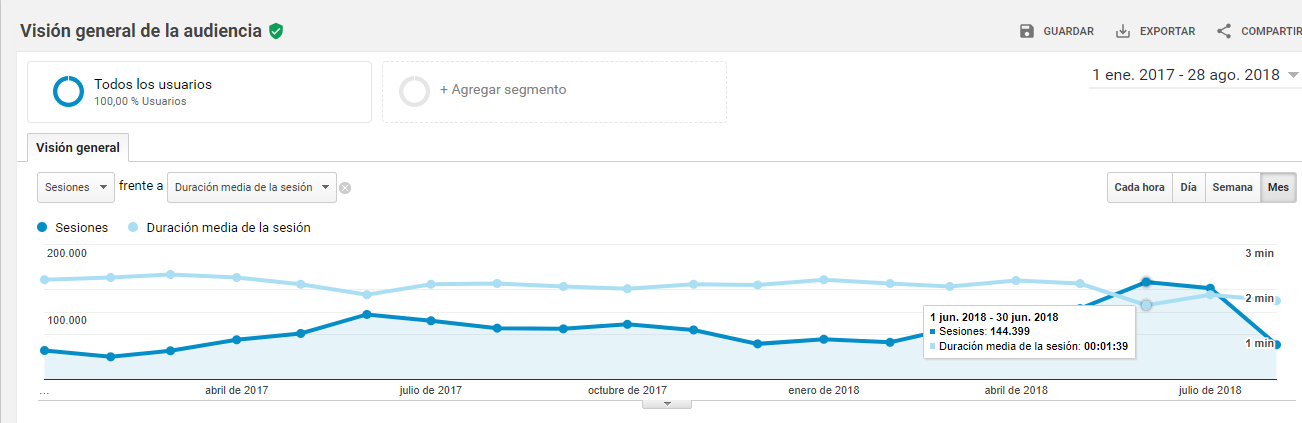 Visión general de la audiencia
GUARDAR EXPORTAR COMPARTIR
Todos los usuarios
100,00 % Usuarios
+ Agregar segmento
1 ene. 2017 - 28 ago. 2018
Visión general
Sesiones frente a Duración media de la sesión
Cada hora Día Semana Mes
Sesiones Duración media de la sesión
200.000 3 min
2 min
100.000
1 jun. 2018 - 30 jun. 2018
Sesiones: 144.399
Duración media de la sesión: 00:01:39
1 min
... abril de 2017 julio de 2017 octubre de 2017 enero de 2018 abril de 2018 julio de 2018